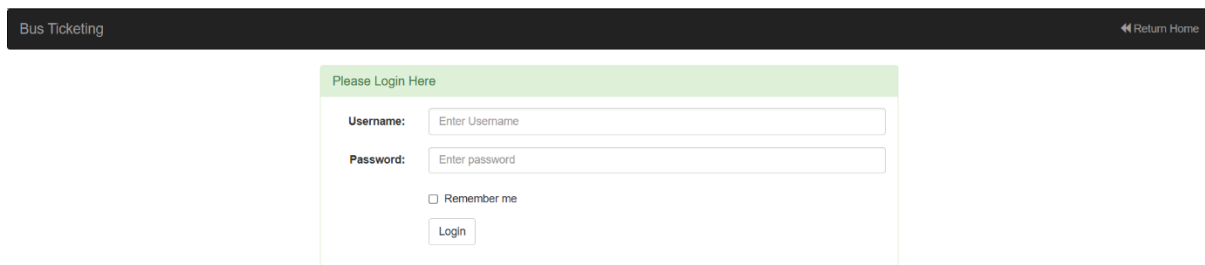 Bus Ticketing
Return Home
Please Login Here
Username:
Enter Username
Password:
Enter password
Remember me
Login